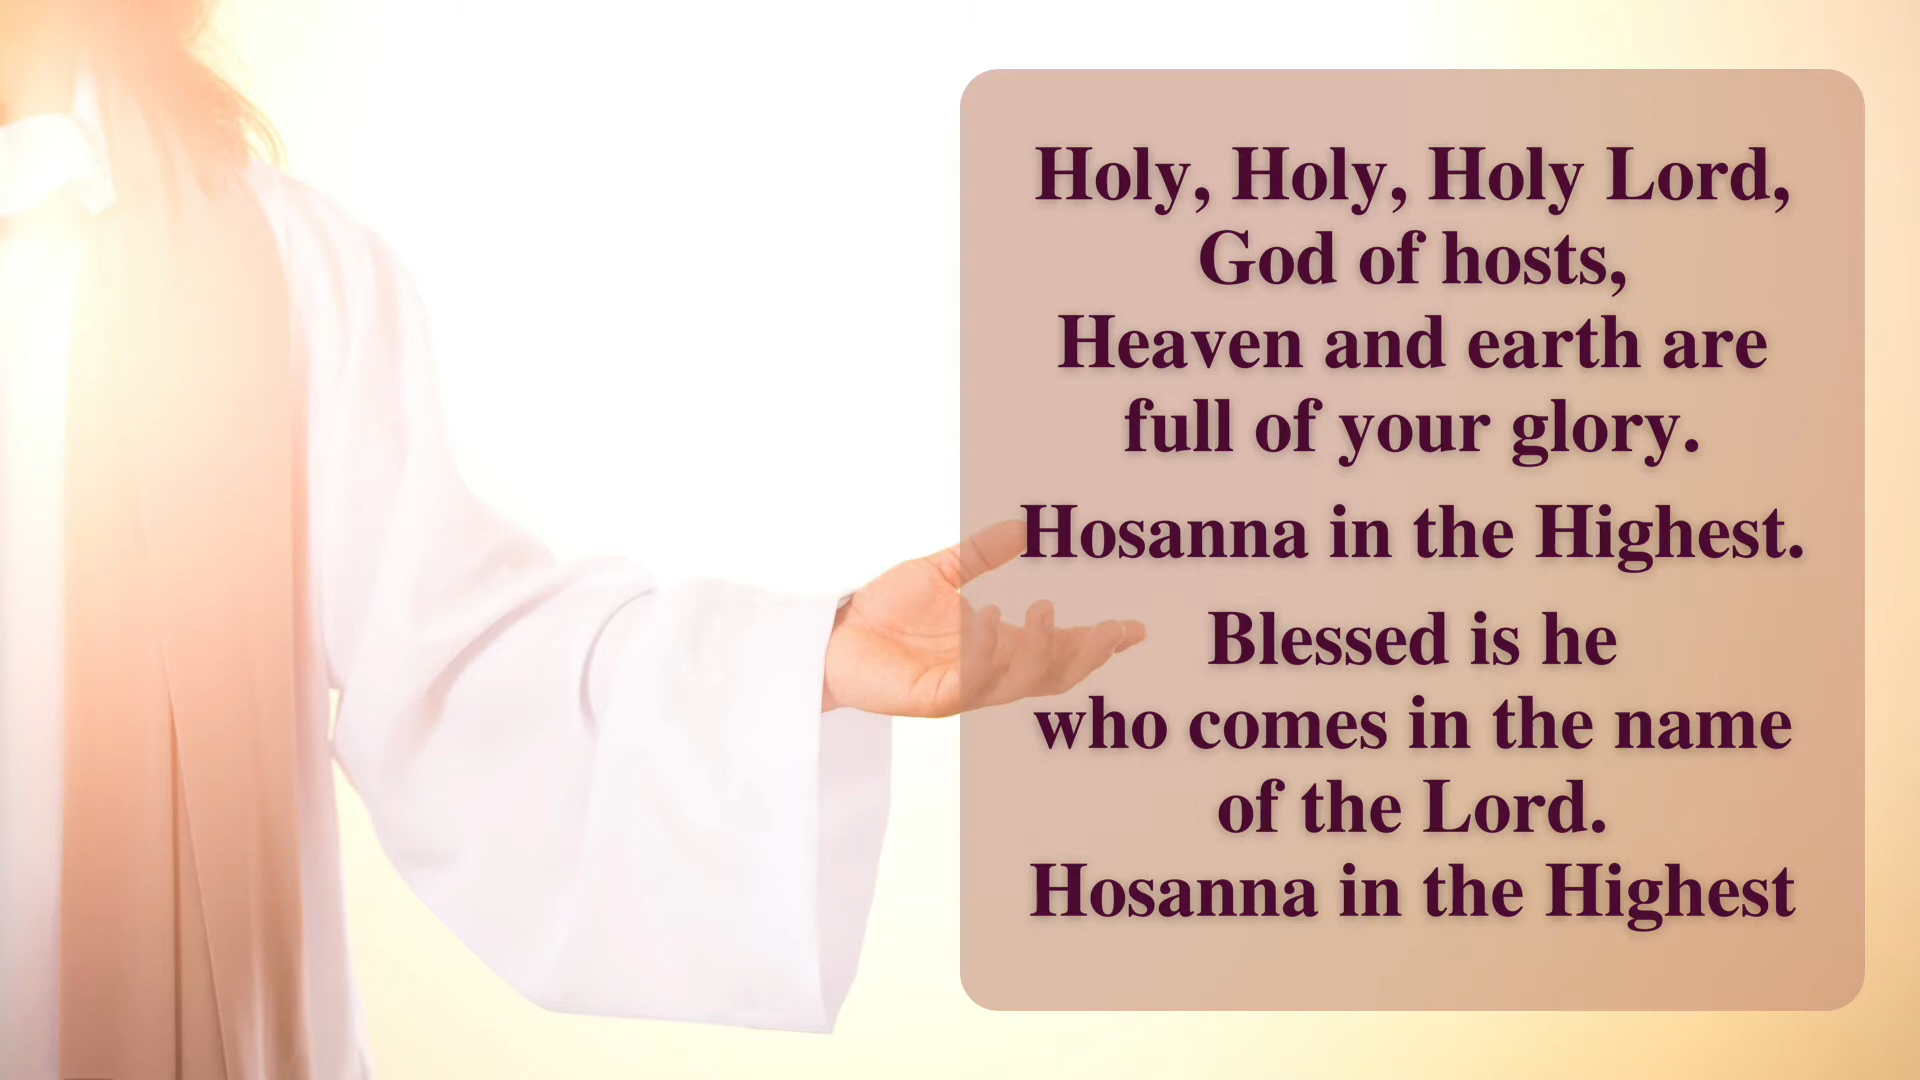 Holy, Holy, Holy Lord,
God of hosts,
Heaven and earth are
full of your glory.
Hosanna in the Highest.
Blessed is he
who comes in the name
of the Lord.
Hosanna in the Highest